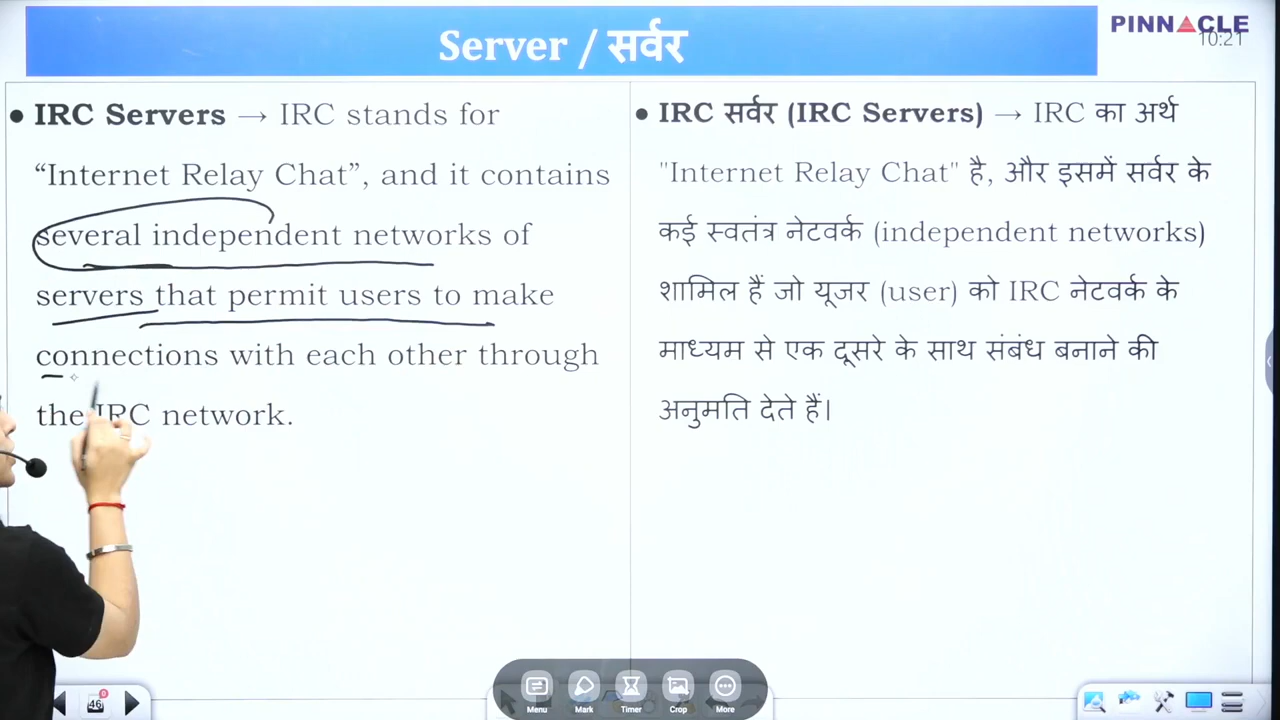 Server / सर्वर
PINNACLE
10:21
• IRC Servers → IRC stands for
“Internet Relay Chat”, and it contains
several independent networks of
servers that permit users to make
connections with each other through
the IRC network.
• IRC सर्वर (IRC Servers) → IRC का अर्थ
"Internet Relay Chat" है, और इसमें सर्वर के
कई स्वतंत्र नेटवर्क (independent networks)
शामिल हैं जो यूजर (user) को IRC नेटवर्क के
माध्यम से एक दूसरे के साथ संबंध बनाने की
अनुमति देते हैं।
46
0
Menu
Mark
Timer
Crop
More